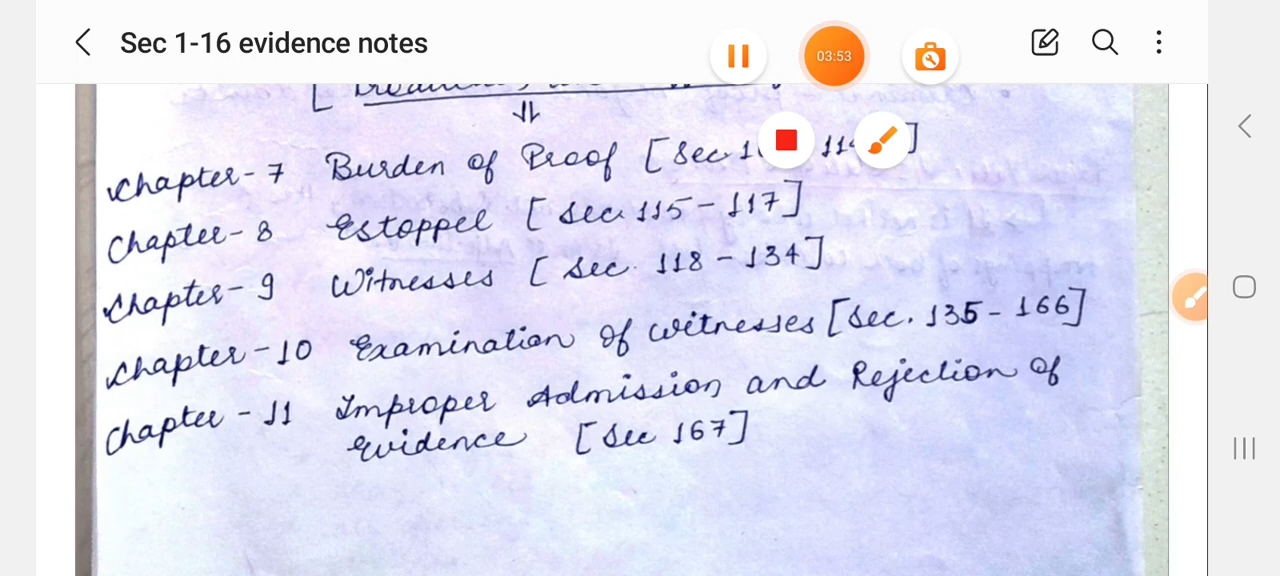 Sec 1-16 evidence notes
03:53
Chapter - 7 Burden of Proof [Sec.
Chapter - 8 Estoppel [Sec. 115 - 117]
Chapter - 9 Witnesses [Sec. 118 - 134]
Chapter - 10 Examination of witnesses [Sec. 135 - 166]
Chapter - 11 Improper Admission and Rejection of
evidence [Sec 167]